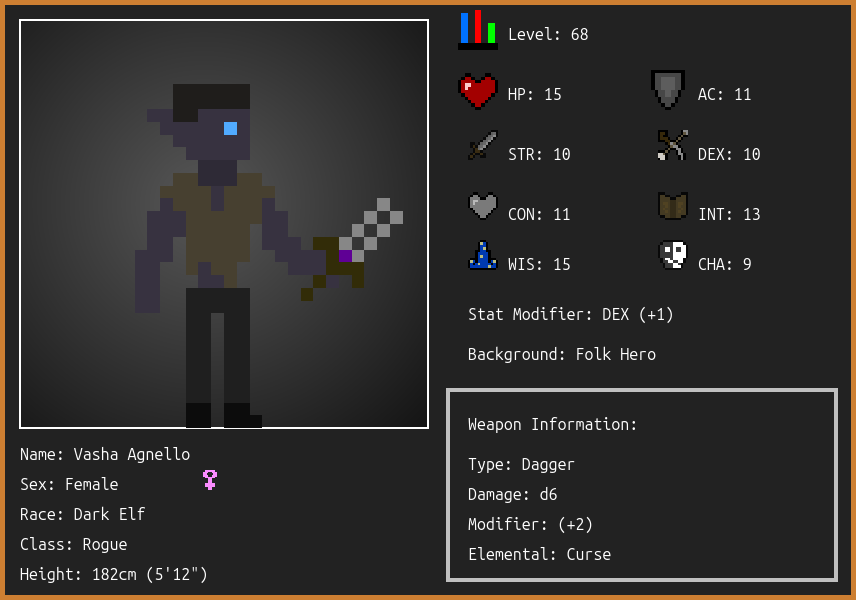 Level: 68
HP: 15
AC: 11
STR: 10
DEX: 10
CON: 11
INT: 13
WIS: 15
CHA: 9
Stat Modifier: DEX (+1)
Background: Folk Hero
Weapon Information:
Type: Dagger
Damage: d6
Modifier: (+2)
Elemental: Curse
Name: Vasha Agnello
Sex: Female
Race: Dark Elf
Class: Rogue
Height: 182cm (5'12")